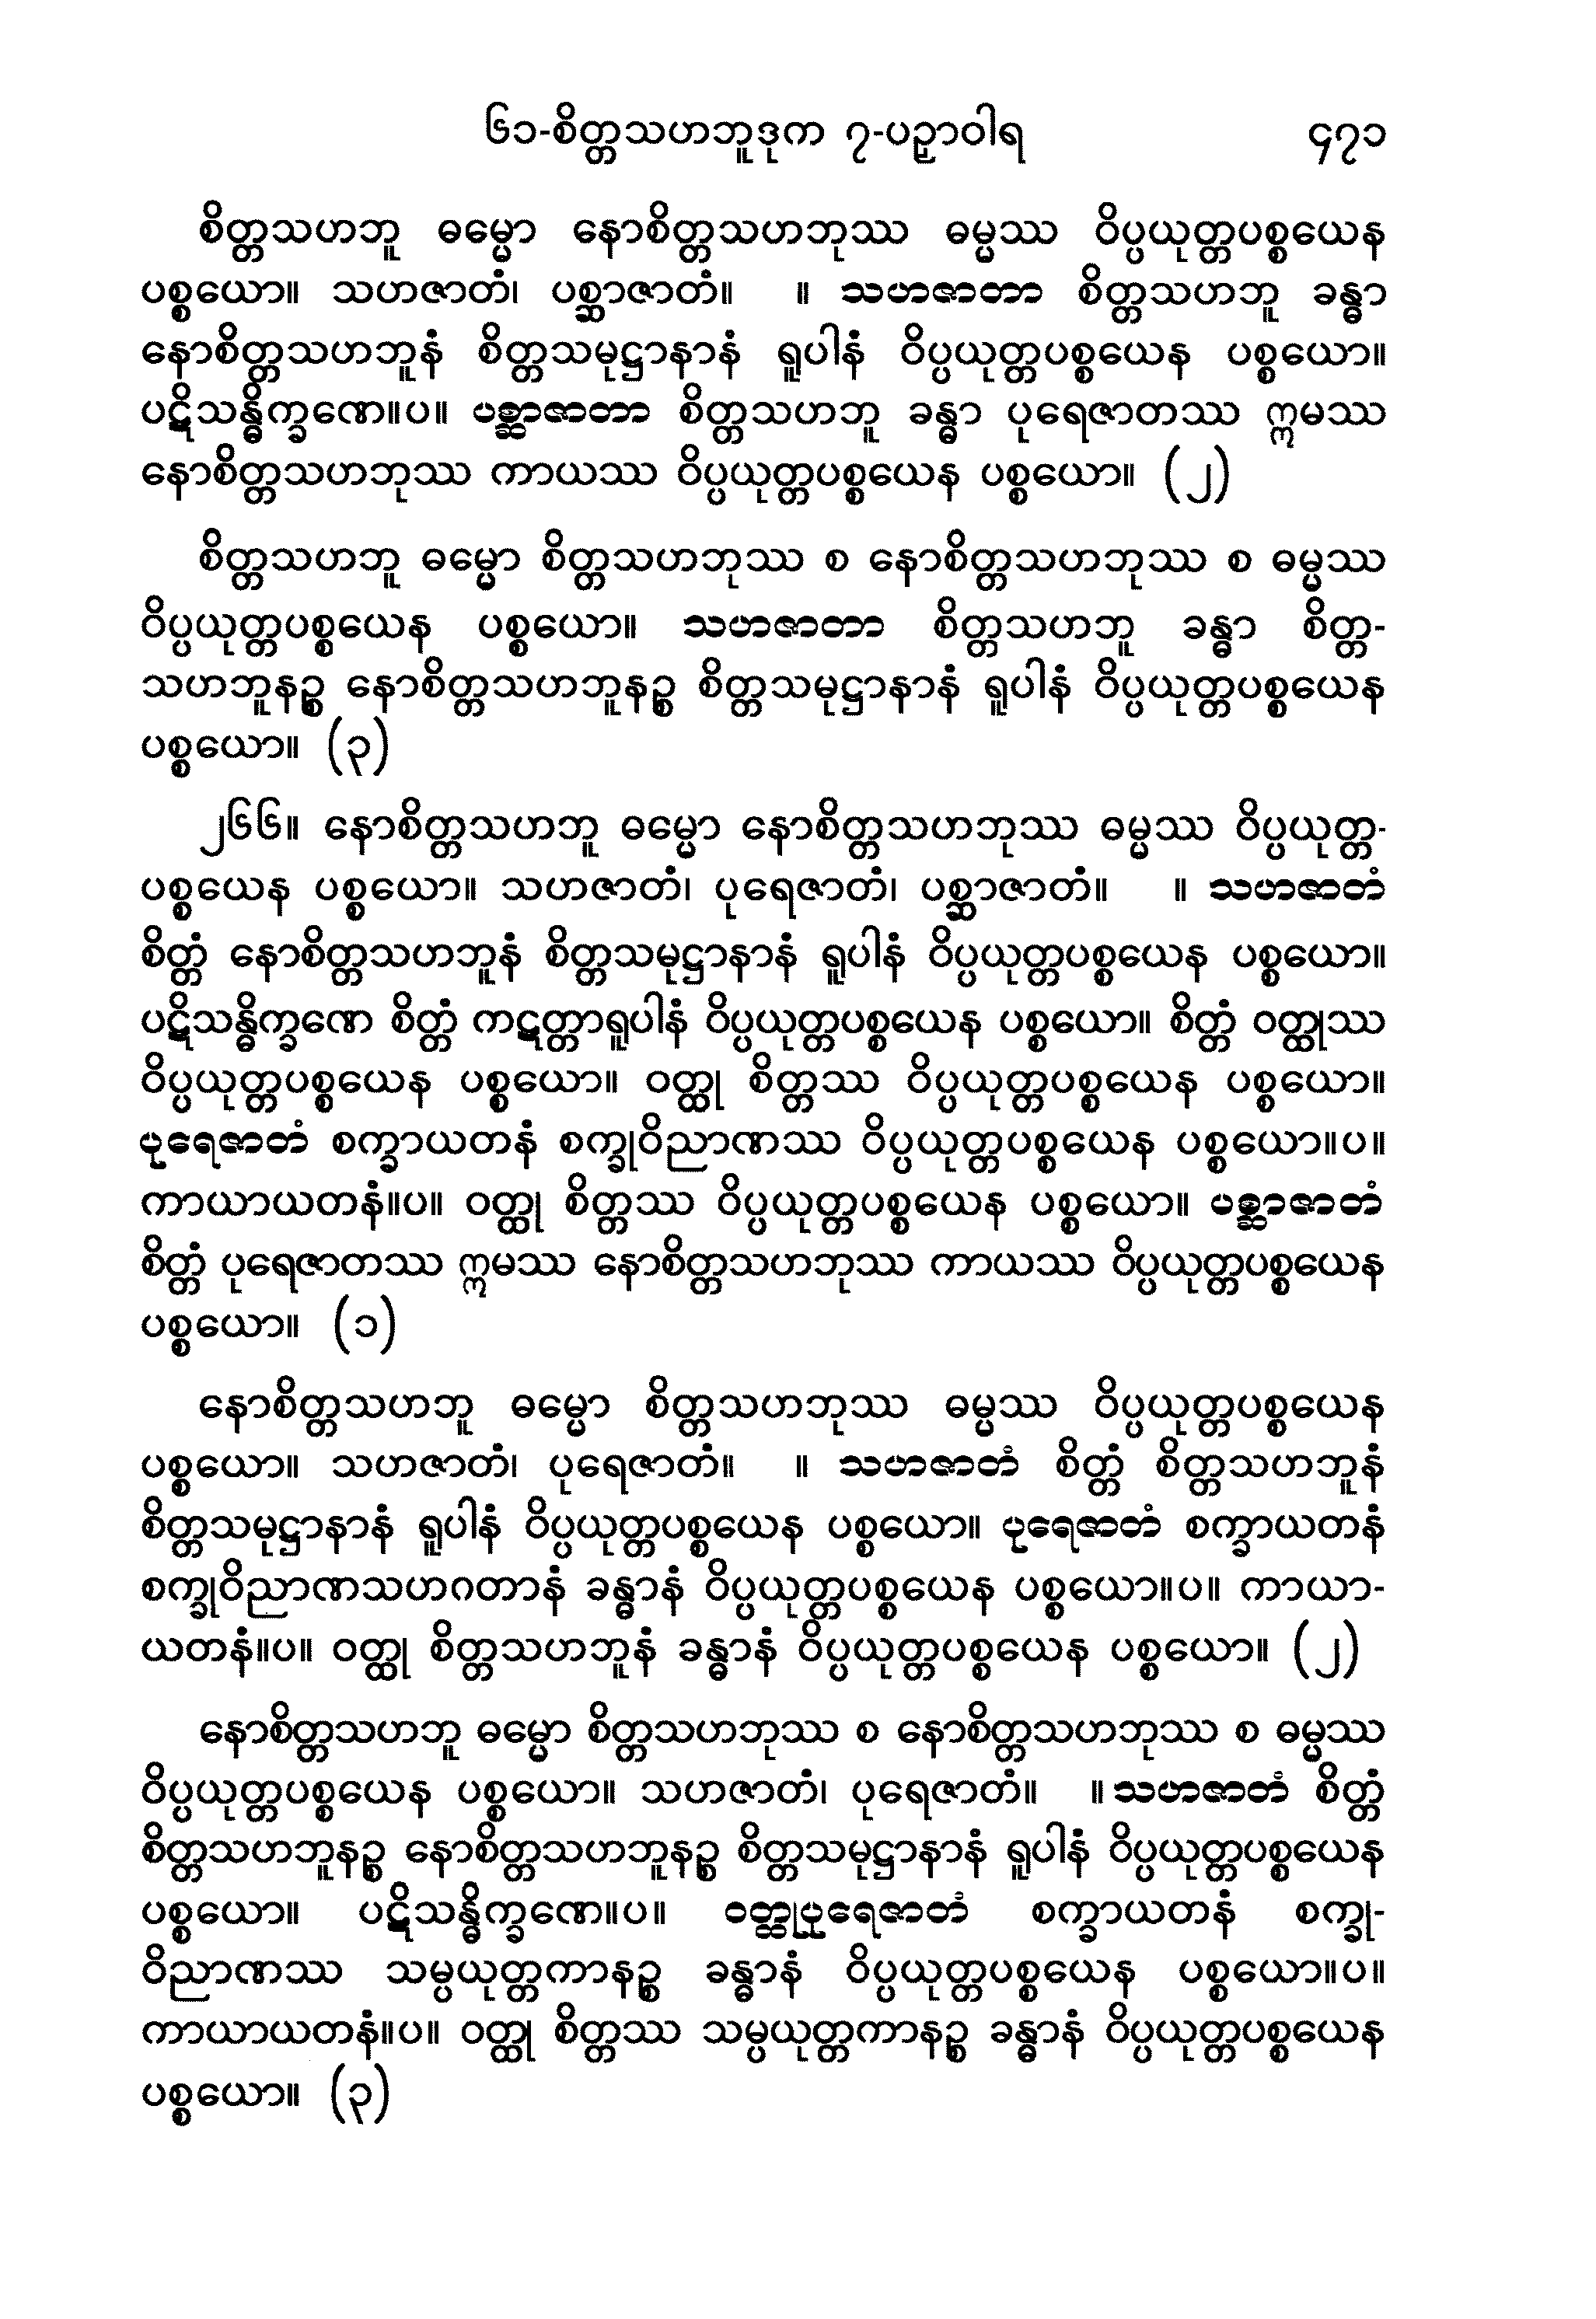 ၆၁-စိတ္တသဟဘူဒုက ၇-ပဉှာဝါရ ၄၇၁
စိတ္တသဟဘူ ဓမ္မော နောစိတ္တသဟဘုဿ ဓမ္မဿ ဝိပ္ပယုတ္တပစ္စယေန
ပစ္စယော။ သဟဇာတံ၊ ပစ္ဆာဇာတံ။ ။ သဟဇာတာ စိတ္တသဟဘူ ခန္ဓာ
နောစိတ္တသဟဘူနံ စိတ္တသမုဋ္ဌာနာနံ ရူပါနံ ဝိပ္ပယုတ္တပစ္စယေန ပစ္စယော။
ပဋိသန္ဓိက္ခဏေ။ပ။ ပစ္ဆာဇာတာ စိတ္တသဟဘူ ခန္ဓာ ပုရေဇာတဿ ဣမဿ
နောစိတ္တသဟဘုဿ ကာယဿ ဝိပ္ပယုတ္တပစ္စယေန ပစ္စယော။ (၂)
စိတ္တသဟဘူ ဓမ္မော စိတ္တသဟဘုဿ စ နောစိတ္တသဟဘုဿ စ ဓမ္မဿ
ဝိပ္ပယုတ္တပစ္စယေန ပစ္စယော။ သဟဇာတာ စိတ္တသဟဘူ ခန္ဓာ စိတ္တ-
သဟဘူနဉ္စ နောစိတ္တသဟဘူနဉ္စ စိတ္တသမုဋ္ဌာနာနံ ရူပါနံ ဝိပ္ပယုတ္တပစ္စယေန
ပစ္စယော။ (၃)
၂၆၆။ နောစိတ္တသဟဘူ ဓမ္မော နောစိတ္တသဟဘုဿ ဓမ္မဿ ဝိပ္ပယုတ္တ-
ပစ္စယေန ပစ္စယော။ သဟဇာတံ၊ ပုရေဇာတံ၊ ပစ္ဆာဇာတံ။ ။ သဟဇာတံ
စိတ္တံ နောစိတ္တသဟဘူနံ စိတ္တသမုဋ္ဌာနာနံ ရူပါနံ ဝိပ္ပယုတ္တပစ္စယေန ပစ္စယော။
ပဋိသန္ဓိက္ခဏေ စိတ္တံ ကဋတ္တာရူပါနံ ဝိပ္ပယုတ္တပစ္စယေန ပစ္စယော။ စိတ္တံ ဝတ္ထုဿ
ဝိပ္ပယုတ္တပစ္စယေန ပစ္စယော။ ဝတ္ထု စိတ္တဿ ဝိပ္ပယုတ္တပစ္စယေန ပစ္စယော။
ပုရေဇာတံ စက္ခာယတနံ စက္ခုဝိညာဏဿ ဝိပ္ပယုတ္တပစ္စယေန ပစ္စယော။ပ။
ကာယာယတနံ။ပ။ ဝတ္ထု စိတ္တဿ ဝိပ္ပယုတ္တပစ္စယေန ပစ္စယော။ ပစ္ဆာဇာတံ
စိတ္တံ ပုရေဇာတဿ ဣမဿ နောစိတ္တသဟဘုဿ ကာယဿ ဝိပ္ပယုတ္တပစ္စယေန
ပစ္စယော။ (၁)
နောစိတ္တသဟဘူ ဓမ္မော စိတ္တသဟဘုဿ ဓမ္မဿ ဝိပ္ပယုတ္တပစ္စယေန
ပစ္စယော။ သဟဇာတံ၊ ပုရေဇာတံ။ ။ သဟဇာတံ စိတ္တံ စိတ္တသဟဘူနံ
စိတ္တသမုဋ္ဌာနာနံ ရူပါနံ ဝိပ္ပယုတ္တပစ္စယေန ပစ္စယော။ ပုရေဇာတံ စက္ခာယတနံ
စက္ခုဝိညာဏသဟဂတာနံ ခန္ဓာနံ ဝိပ္ပယုတ္တပစ္စယေန ပစ္စယော။ပ။ ကာယာ-
ယတနံ။ပ။ ဝတ္ထု စိတ္တသဟဘူနံ ခန္ဓာနံ ဝိပ္ပယုတ္တပစ္စယေန ပစ္စယော။ (၂)
နောစိတ္တသဟဘူ ဓမ္မော စိတ္တသဟဘုဿ စ နောစိတ္တသဟဘုဿ စ ဓမ္မဿ
ဝိပ္ပယုတ္တပစ္စယေန ပစ္စယော။ သဟဇာတံ၊ ပုရေဇာတံ။ ။ သဟဇာတံ စိတ္တံ
စိတ္တသဟဘူနဉ္စ နောစိတ္တသဟဘူနဉ္စ စိတ္တသမုဋ္ဌာနာနံ ရူပါနံ ဝိပ္ပယုတ္တပစ္စယေန
ပစ္စယော။ ပဋိသန္ဓိက္ခဏေ။ပ။ ဝတ္ထုပုရေဇာတံ စက္ခာယတနံ စက္ခု-
ဝိညာဏဿ သမ္ပယုတ္တကာနဉ္စ ခန္ဓာနံ ဝိပ္ပယုတ္တပစ္စယေန ပစ္စယော။ပ။
ကာယာယတနံ။ပ။ ဝတ္ထု စိတ္တဿ သမ္ပယုတ္တကာနဉ္စ ခန္ဓာနံ ဝိပ္ပယုတ္တပစ္စယေန
ပစ္စယော။ (၃)